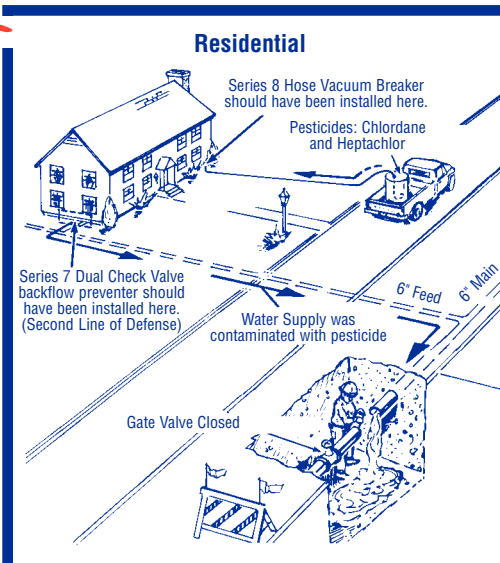 Residential
Series 8 Hose Vacuum Breaker
should have been installed here.
Pesticides: Chlordane
and Heptachlor
Series 7 Dual Check Valve
backflow preventer should
have been installed here.
(Second Line of Defense)
6" Feed
6" Main
Water Supply was
contaminated with pesticide
Gate Valve Closed